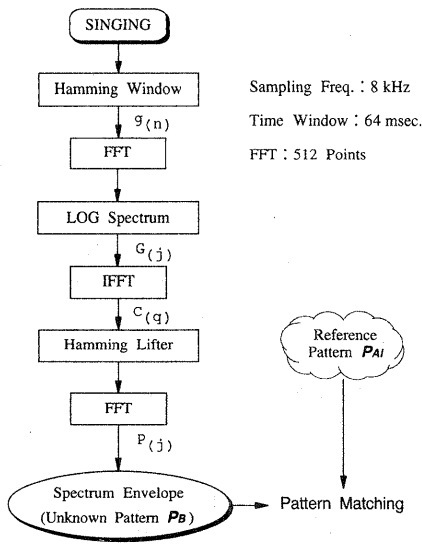 SINGING
Hamming Window
Sampling Freq. : 8 kHz
g(n)
Time Window : 64 msec.
FFT
FFT : 512 Points
LOG Spectrum
G(j)
IFFT
C(q)
Hamming Lifter
Reference
Pattern PAI
FFT
P(j)
Spectrum Envelope
(Unknown Pattern PB)
Pattern Matching